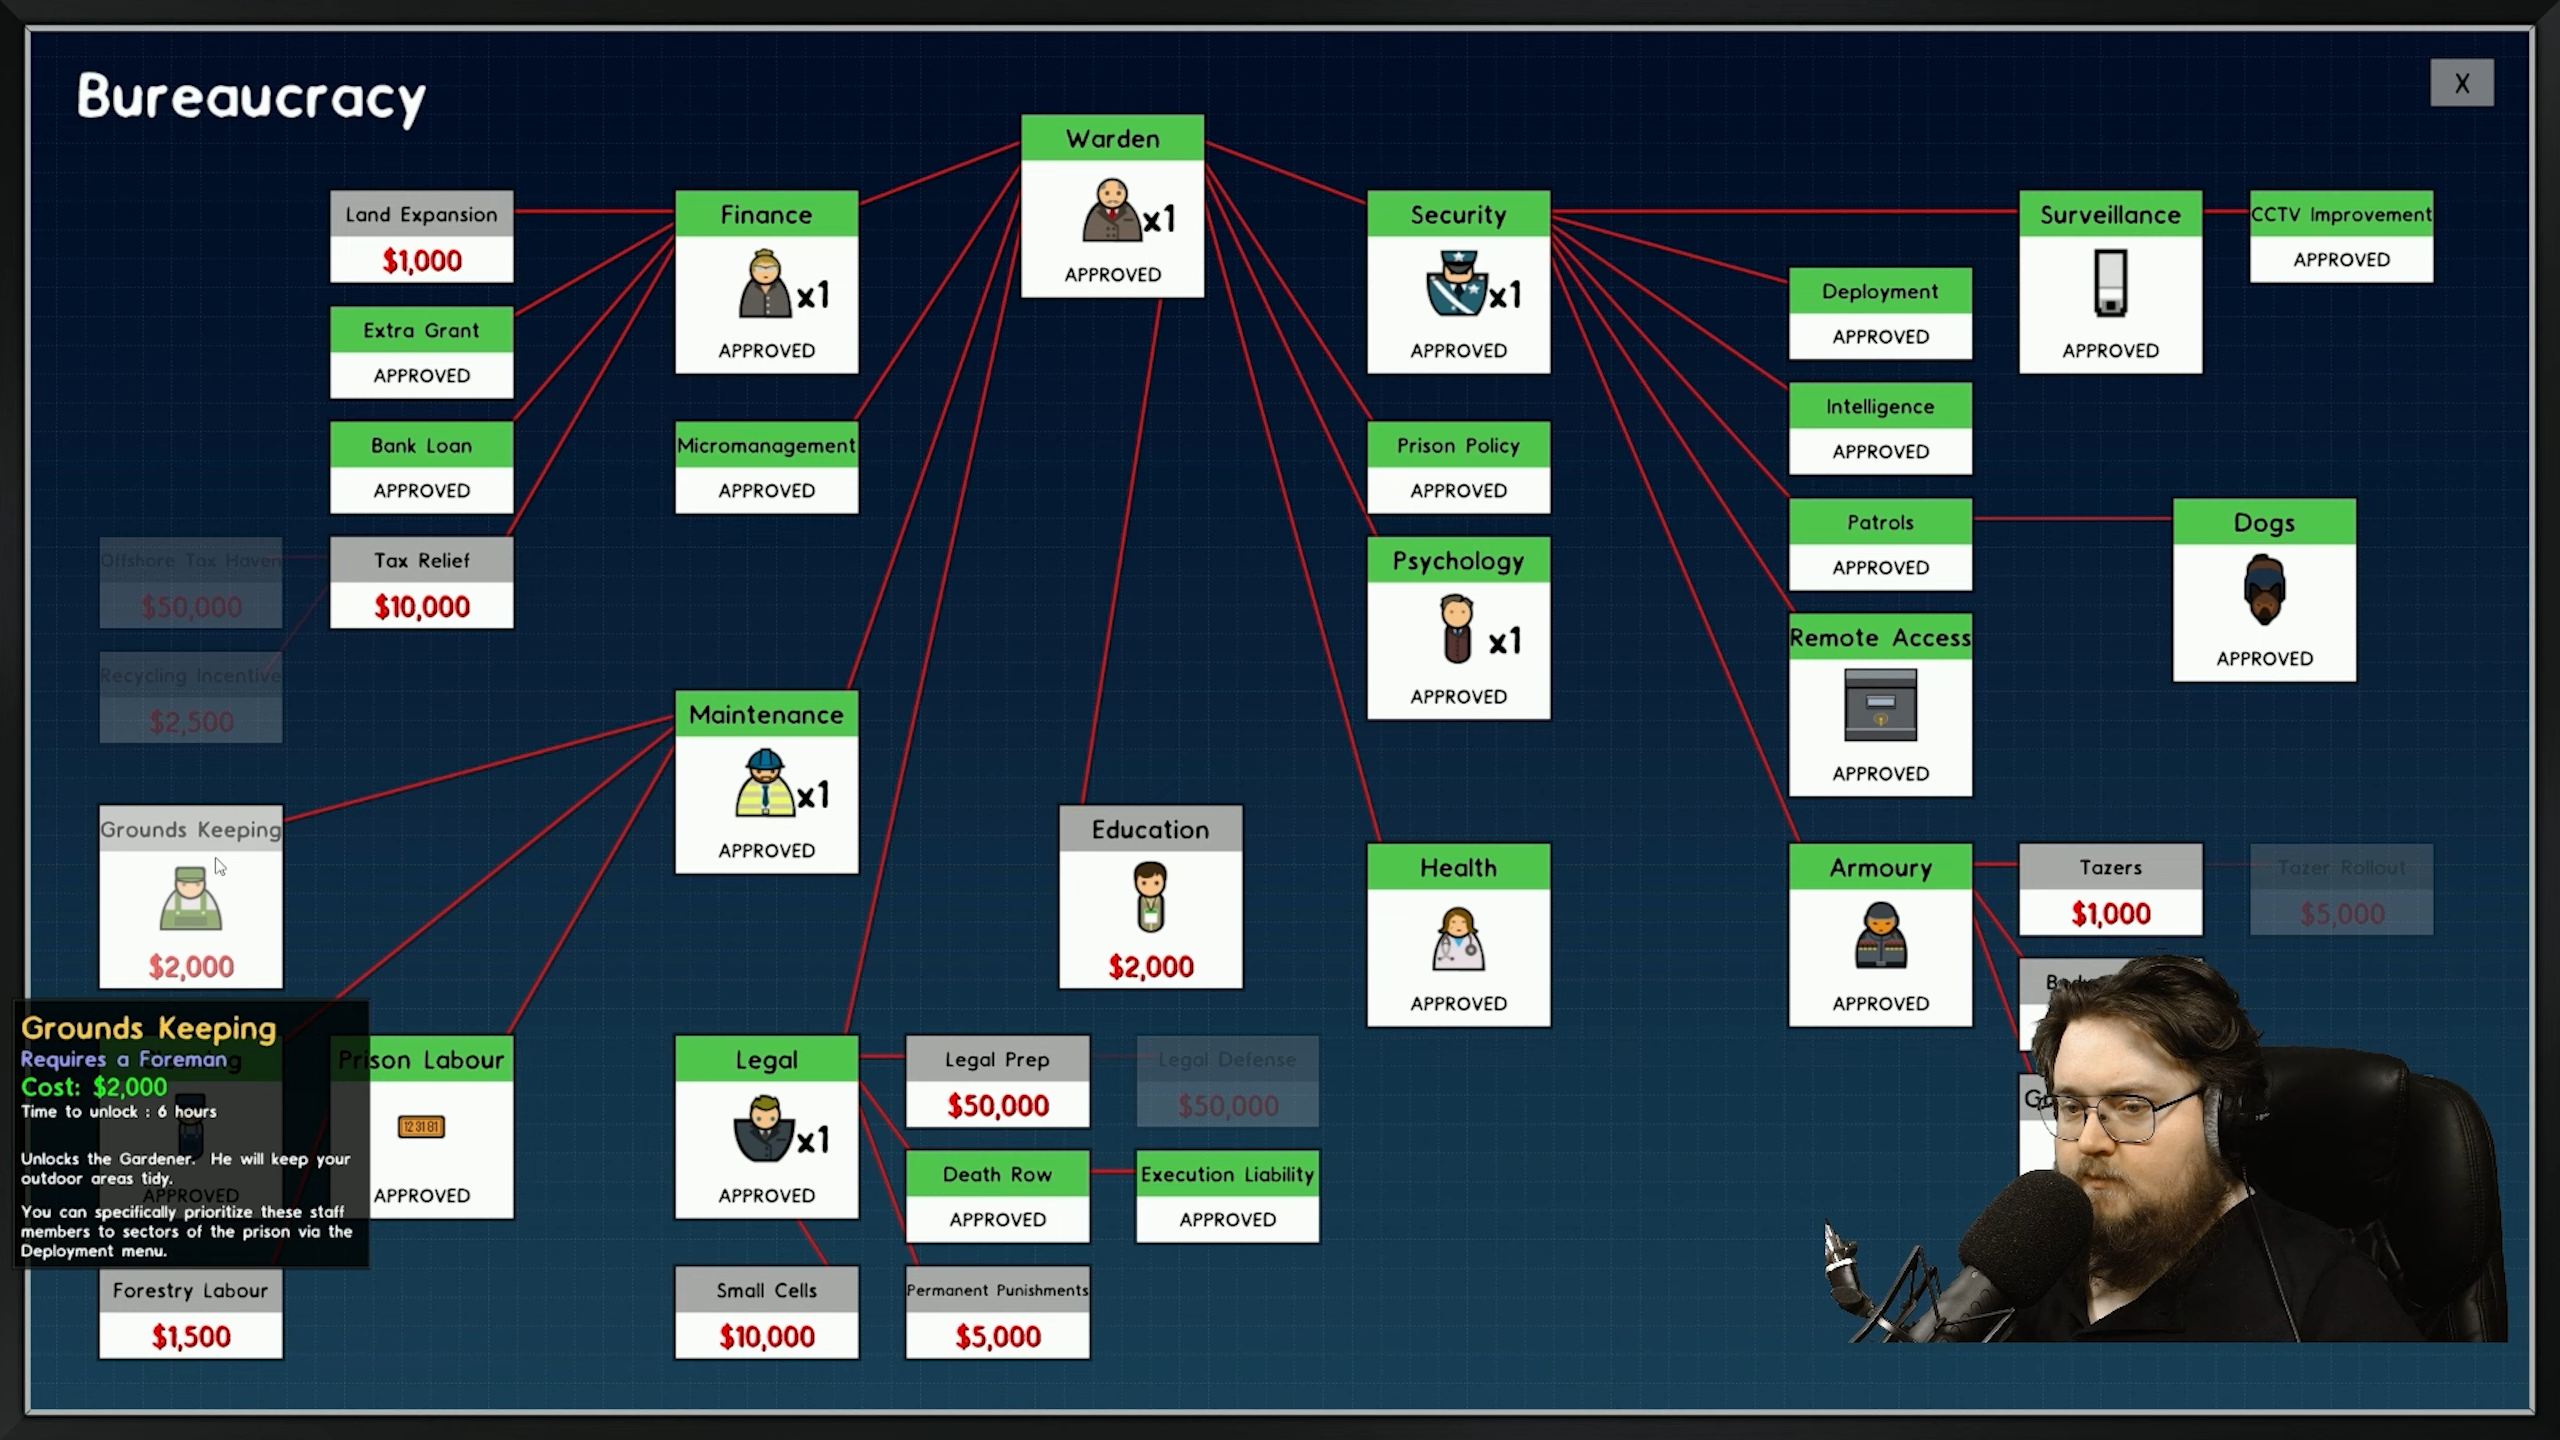 Bureaucracy
X
Warden
x1
APPROVED
Land Expansion
$1,000
Finance
x1
APPROVED
Security
x1
APPROVED
Surveillance
APPROVED
CCTV Improvement
APPROVED
Extra Grant
APPROVED
Deployment
APPROVED
Bank Loan
APPROVED
Micromanagement
APPROVED
Prison Policy
APPROVED
Intelligence
APPROVED
Offshore Tax Haven
$50,000
Tax Relief
$10,000
Psychology
x1
APPROVED
Patrols
APPROVED
Dogs
APPROVED
Recycling Incentive
$2,500
Remote Access
APPROVED
Maintenance
x1
APPROVED
Grounds Keeping
$2,000
Education
$2,000
Health
APPROVED
Armoury
APPROVED
Tazers
$1,000
Tazer Rollout
$5,000
Grounds Keeping
Requires a Foreman
Cost: $2,000
Time to unlock : 6 hours
Unlocks the Gardener. He will keep your
outdoor areas tidy.
APPROVED
You can specifically prioritize these staff
members to sectors of the prison via the
Deployment menu.
Prison Labour
123181
APPROVED
Legal
x1
APPROVED
Legal Prep
$50,000
Legal Defense
$50,000
Death Row
APPROVED
Execution Liability
APPROVED
Forestry Labour
$1,500
Small Cells
$10,000
Permanent Punishments
$5,000